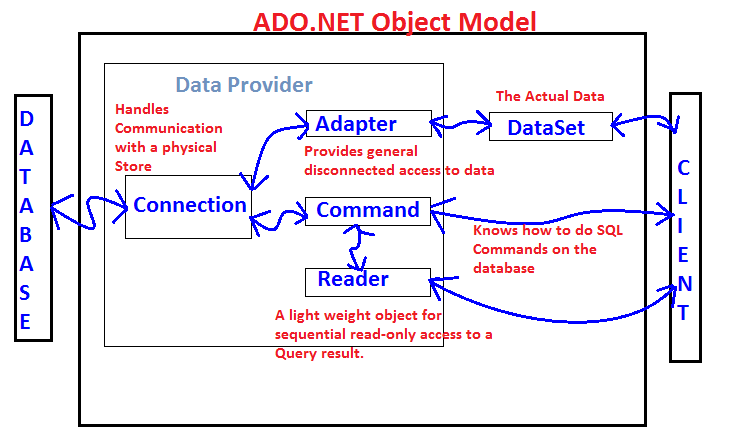 ADO.NET Object Model
Data Provider
Handles
Communication
with a physical
Store
Adapter
Provides general
disconnected access to data
The Actual Data
DataSet
DATABASE
Connection
Command
Knows how to do SQL
Commands on the
database
Reader
A light weight object for
sequential read-only access to a
Query result.
CLIENT